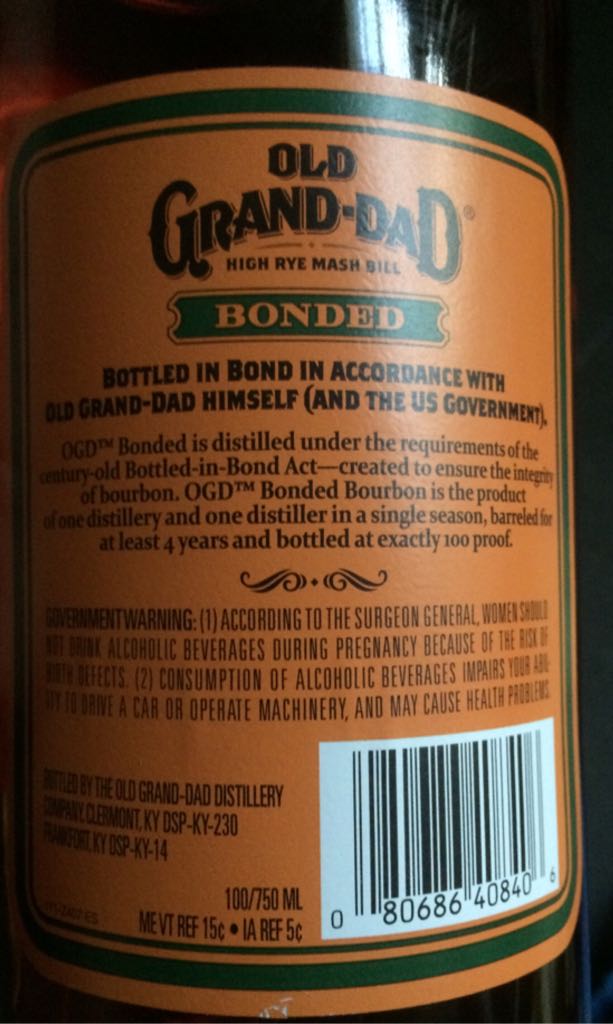 OLD
GRAND-DAD®
HIGH RYE MASH BILL
BONDED
BOTTLED IN BOND IN ACCORDANCE WITH
OLD GRAND-DAD HIMSELF (AND THE US GOVERNMENT).
OGD™ Bonded is distilled under the requirements of the
century-old Bottled-in-Bond Act—created to ensure the integrity
of bourbon. OGD™ Bonded Bourbon is the product
of one distillery and one distiller in a single season, barreled for
at least 4 years and bottled at exactly 100 proof.
GOVERNMENT WARNING: (1) ACCORDING TO THE SURGEON GENERAL, WOMEN SHOULD
NOT DRINK ALCOHOLIC BEVERAGES DURING PREGNANCY BECAUSE OF THE RISK OF
BIRTH DEFECTS. (2) CONSUMPTION OF ALCOHOLIC BEVERAGES IMPAIRS YOUR ABIL-
ITY TO DRIVE A CAR OR OPERATE MACHINERY, AND MAY CAUSE HEALTH PROBLEMS.
BOTTLED BY THE OLD GRAND-DAD DISTILLERY
COMPANY, CLERMONT, KY DSP-KY-230
FRANKFORT, KY DSP-KY-14
100/750 ML
ME VT REF 15¢ • IA REF 5¢
0 80686 40840 6